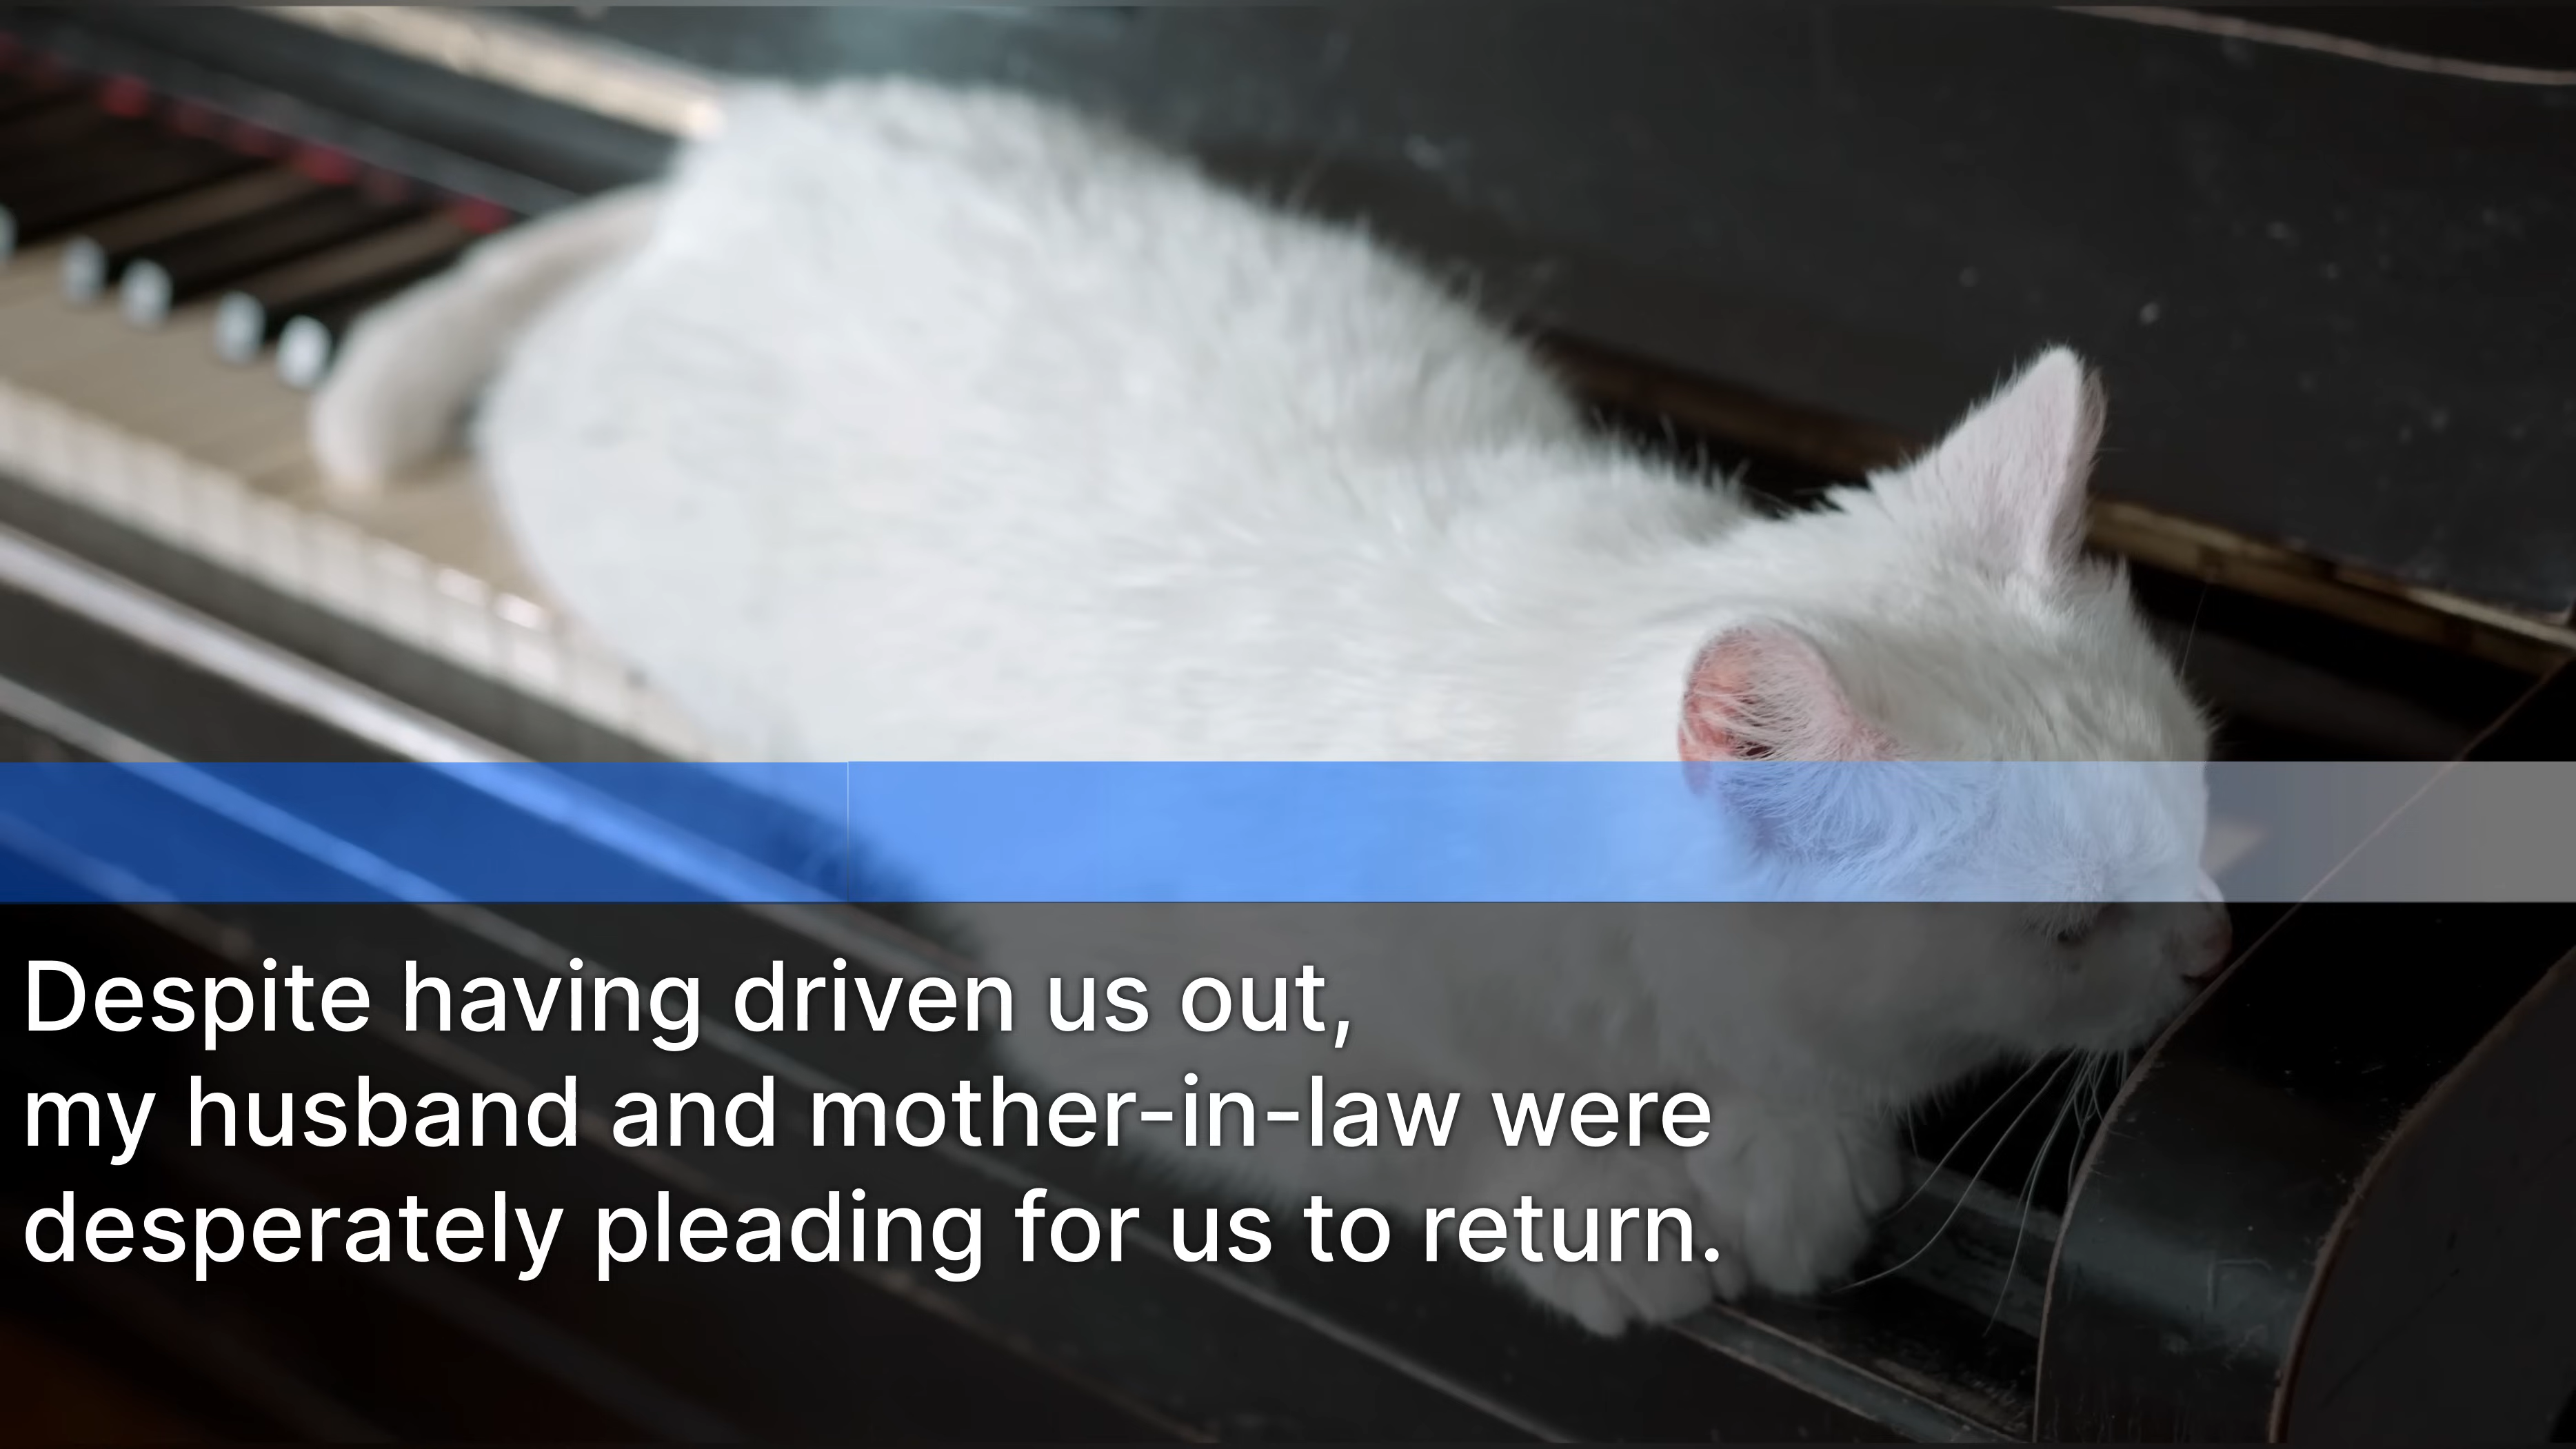 Despite having driven us out,
my husband and mother-in-law were
desperately pleading for us to return.